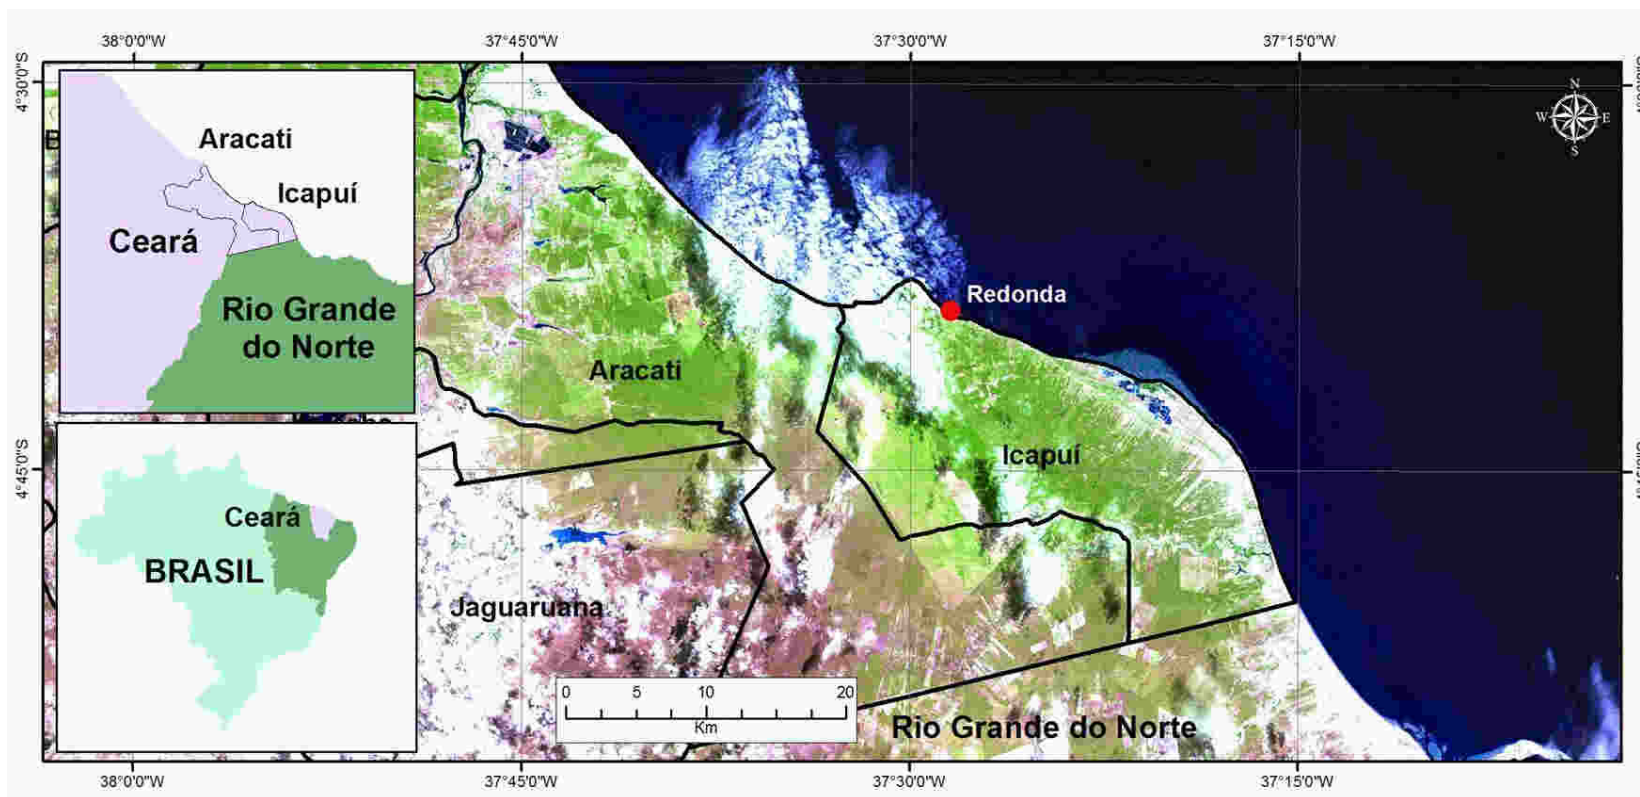 38°0'0"W
37°45'0"W
37°30'0"W
37°15'0"W
4°30'0"S
N
W
E
S
B
Aracati
Icapuí
Ceará
Rio Grande
do Norte
Redonda
Aracati
Icapuí
4°45'0"S
Ceará
BRASIL
Jaguaruana
0
5
10
20
Km
Rio Grande do Norte
38°0'0"W
37°45'0"W
37°30'0"W
37°15'0"W